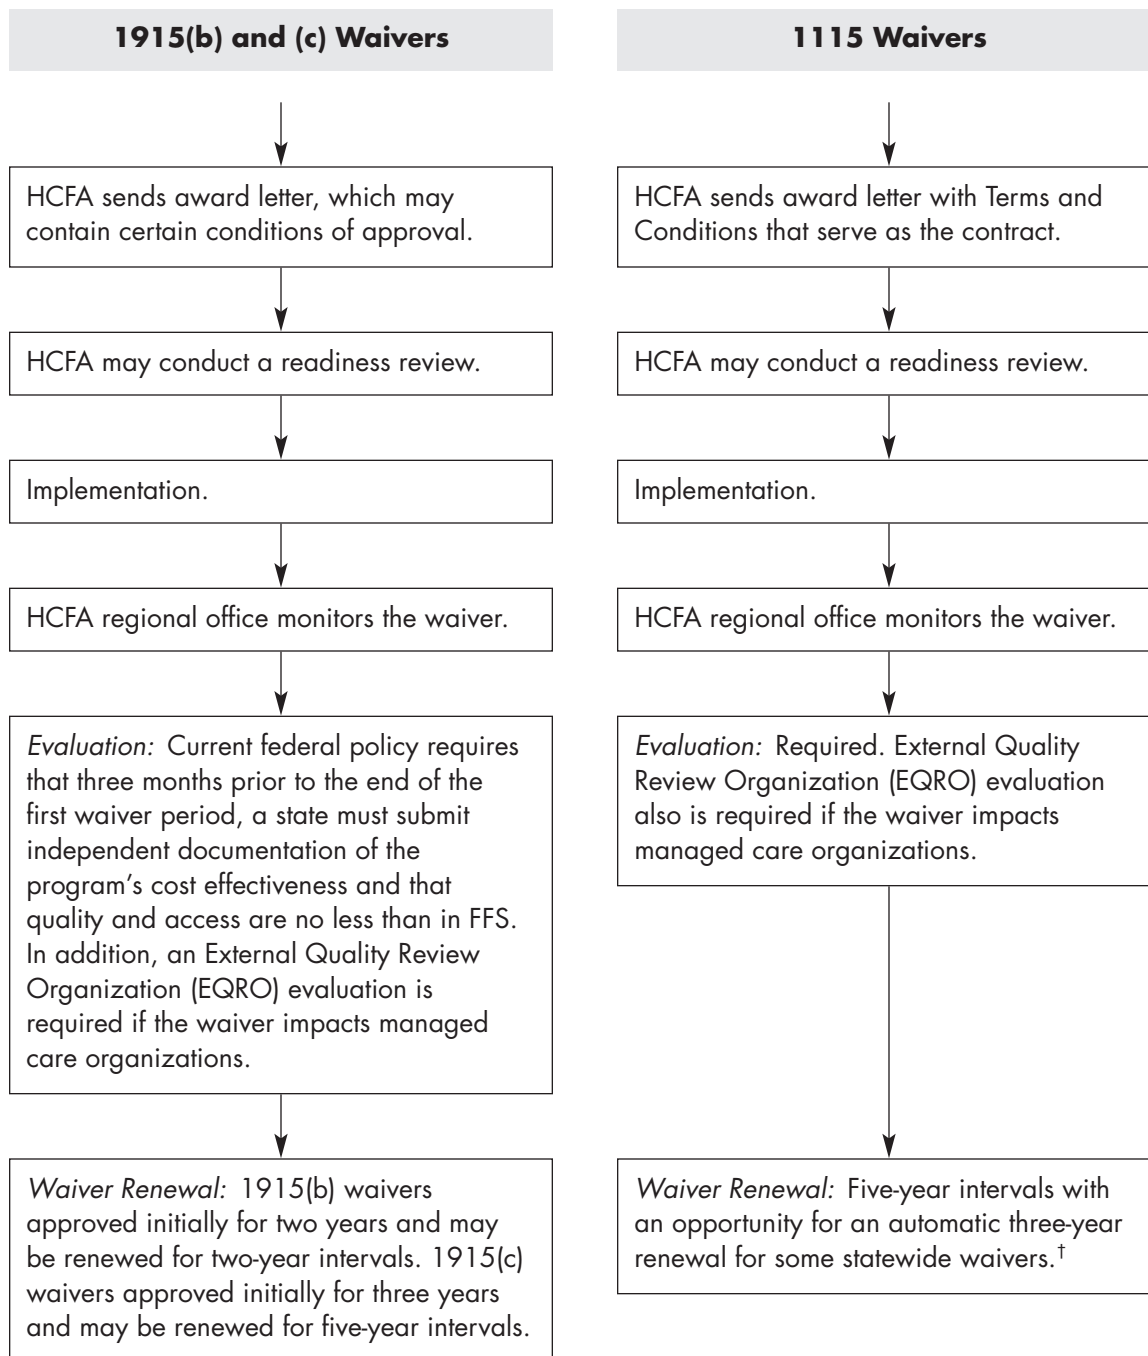 1915(b) and (c) Waivers
HCFA sends award letter, which may
contain certain conditions of approval.
HCFA may conduct a readiness review.
Implementation.
HCFA regional office monitors the waiver.
Evaluation: Current federal policy requires
that three months prior to the end of the
first waiver period, a state must submit
independent documentation of the
program’s cost effectiveness and that
quality and access are no less than in FFS.
In addition, an External Quality Review
Organization (EQRO) evaluation is
required if the waiver impacts managed
care organizations.
Waiver Renewal: 1915(b) waivers
approved initially for two years and may
be renewed for two-year intervals. 1915(c)
waivers approved initially for three years
and may be renewed for five-year intervals.
1115 Waivers
HCFA sends award letter with Terms and
Conditions that serve as the contract.
HCFA may conduct a readiness review.
Implementation.
HCFA regional office monitors the waiver.
Evaluation: Required. External Quality
Review Organization (EQRO) evaluation
also is required if the waiver impacts
managed care organizations.
Waiver Renewal: Five-year intervals with
an opportunity for an automatic three-year
renewal for some statewide waivers.†